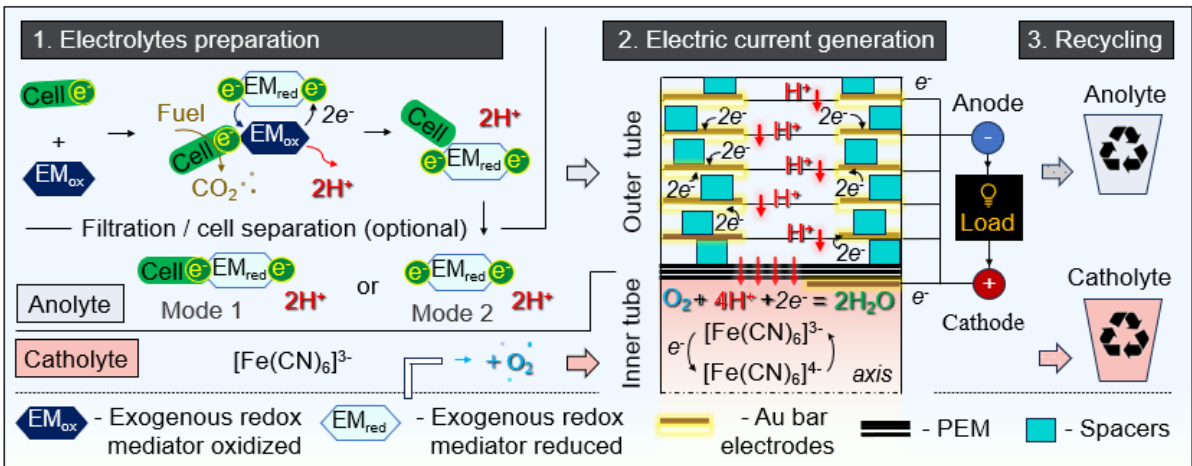 1. Electrolytes preparation
2. Electric current generation
3. Recycling
Cell e-
+
EMox
Fuel
Cell e-
EMox
CO2
e- EMred e-
2e-
2H+
Cell
2H+
e- EMred e-
Filtration / cell separation (optional)
Cell e- EMred e-
2H+
Mode 1
or
e- EMred e-
2H+
Mode 2
Anolyte
Catholyte
[Fe(CN)6]3-
+ O2
Outer tube
Inner tube
H+
2e-
2e-
H+
2e-
H+
2e-
H+
2e-
H+
2e-
e-
O2 + 4H+ +2e- = 2H2O
e-
[Fe(CN)6]3-
e-
[Fe(CN)6]4-
axis
Anode
-
Load
+
Cathode
Anolyte
Catholyte
EMox - Exogenous redox
mediator oxidized
EMred - Exogenous redox
mediator reduced
- Au bar
electrodes
- PEM
- Spacers